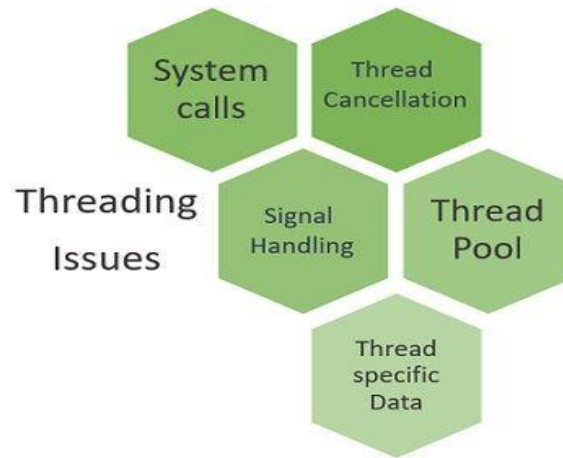 System
calls
Thread
Cancellation
Threading
Issues
Signal
Handling
Thread
Pool
Thread
specific
Data